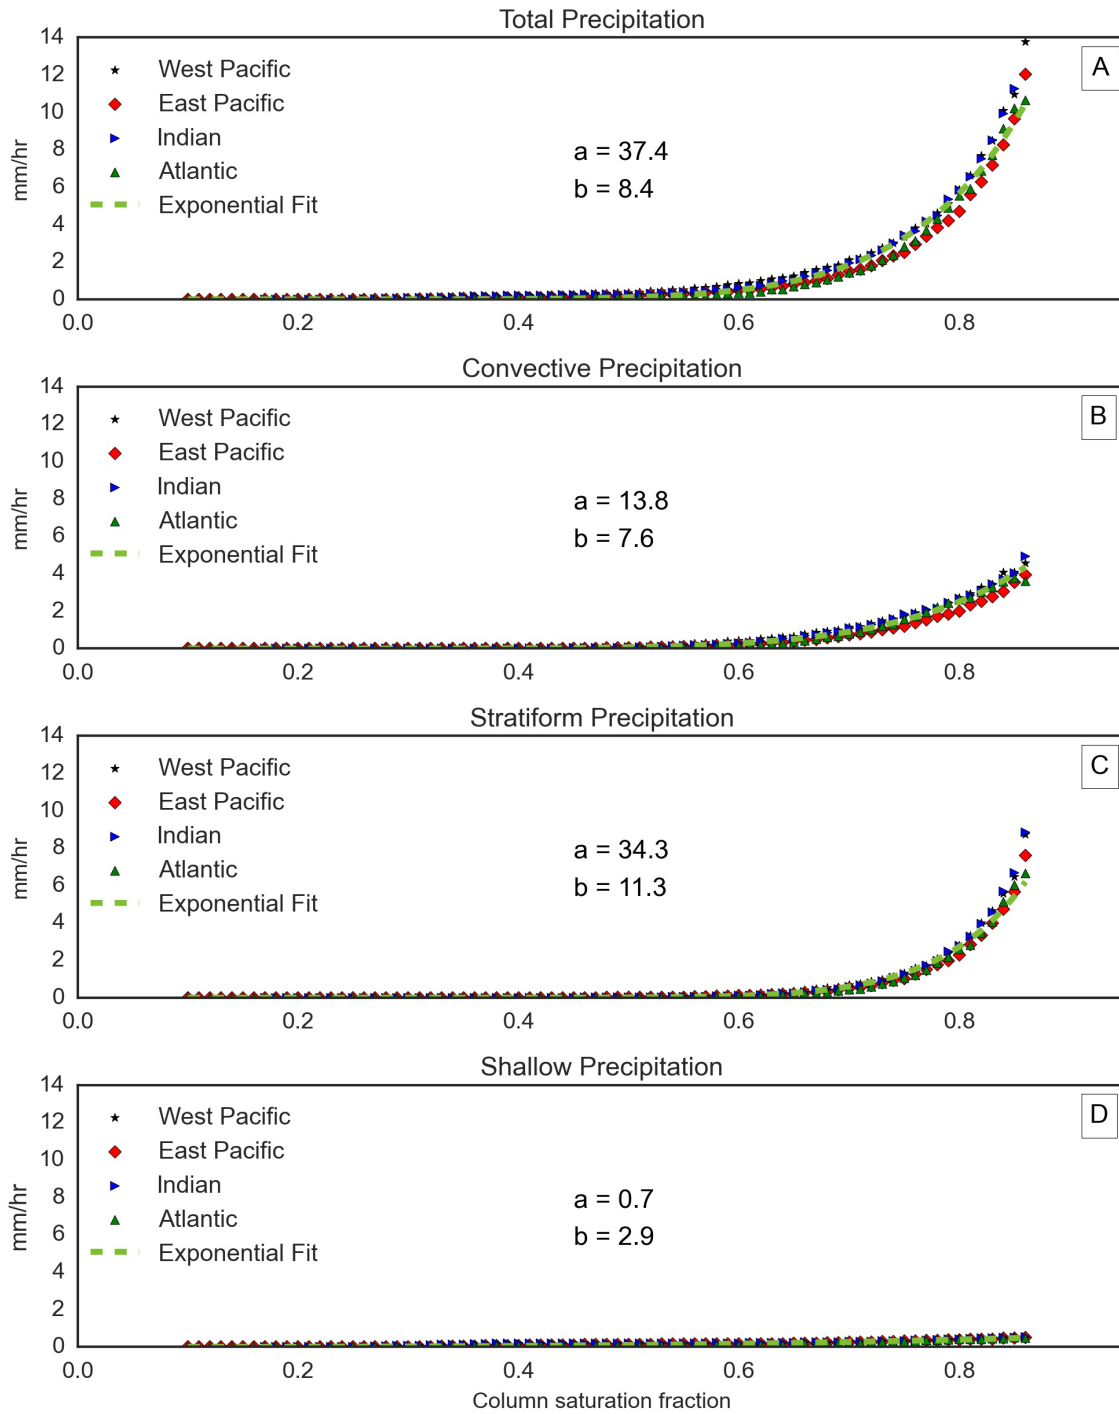 Total Precipitation
14
12
10
8
6
4
2
0
mm/hr
West Pacific
East Pacific
Indian
Atlantic
Exponential Fit
a = 37.4
b = 8.4
A
0.0 0.2 0.4 0.6 0.8
Convective Precipitation
14
12
10
8
6
4
2
0
mm/hr
West Pacific
East Pacific
Indian
Atlantic
Exponential Fit
a = 13.8
b = 7.6
B
0.0 0.2 0.4 0.6 0.8
Stratiform Precipitation
14
12
10
8
6
4
2
0
mm/hr
West Pacific
East Pacific
Indian
Atlantic
Exponential Fit
a = 34.3
b = 11.3
C
0.0 0.2 0.4 0.6 0.8
Shallow Precipitation
14
12
10
8
6
4
2
0
mm/hr
West Pacific
East Pacific
Indian
Atlantic
Exponential Fit
a = 0.7
b = 2.9
D
0.0 0.2 0.4 0.6 0.8
Column saturation fraction